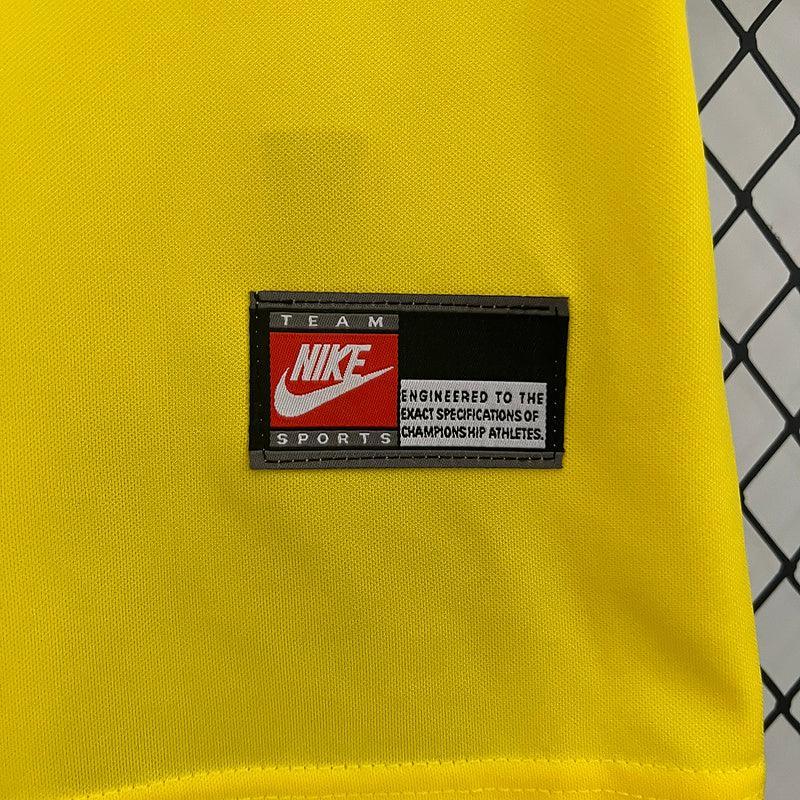 TEAM
NIKE
SPORTS
ENGINEERED TO THE
EXACT SPECIFICATIONS OF
CHAMPIONSHIP ATHLETES.